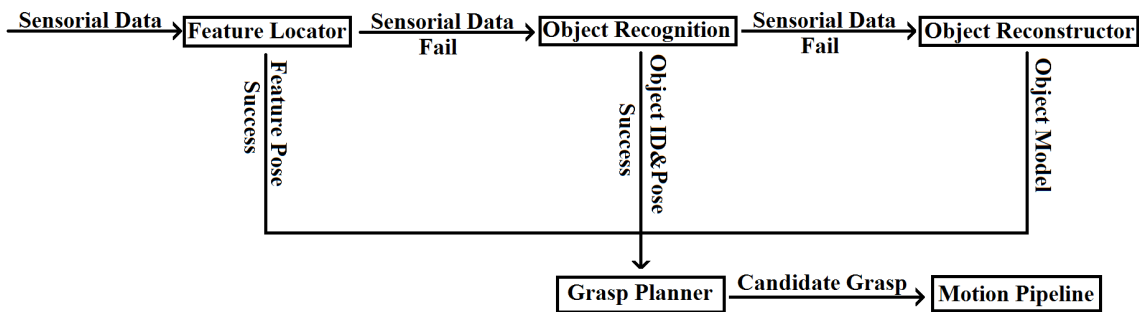 Sensorial Data
Feature Locator
Sensorial Data
Fail
Object Recognition
Sensorial Data
Fail
Object Reconstructor
Feature Pose
Success
Object ID&Pose
Success
Object Model
Grasp Planner
Candidate Grasp
Motion Pipeline